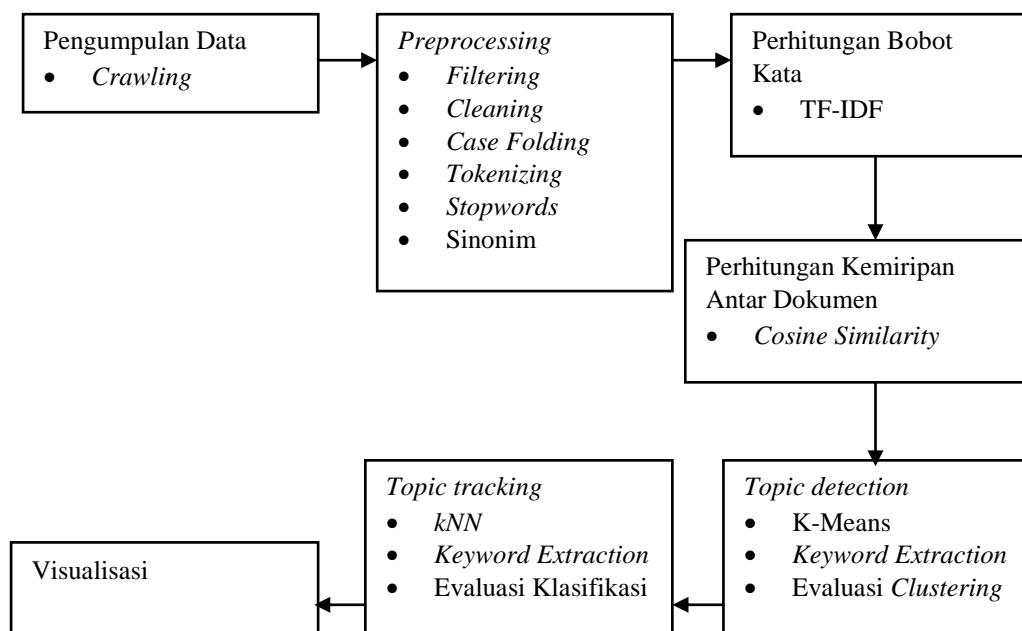 Pengumpulan Data
• Crawling
Preprocessing
• Filtering
• Cleaning
• Case Folding
• Tokenizing
• Stopwords
• Sinonim
Perhitungan Bobot
Kata
• TF-IDF
Perhitungan Kemiripan
Antar Dokumen
• Cosine Similarity
Topic detection
• K-Means
• Keyword Extraction
• Evaluasi Clustering
Topic tracking
• kNN
• Keyword Extraction
• Evaluasi Klasifikasi
Visualisasi